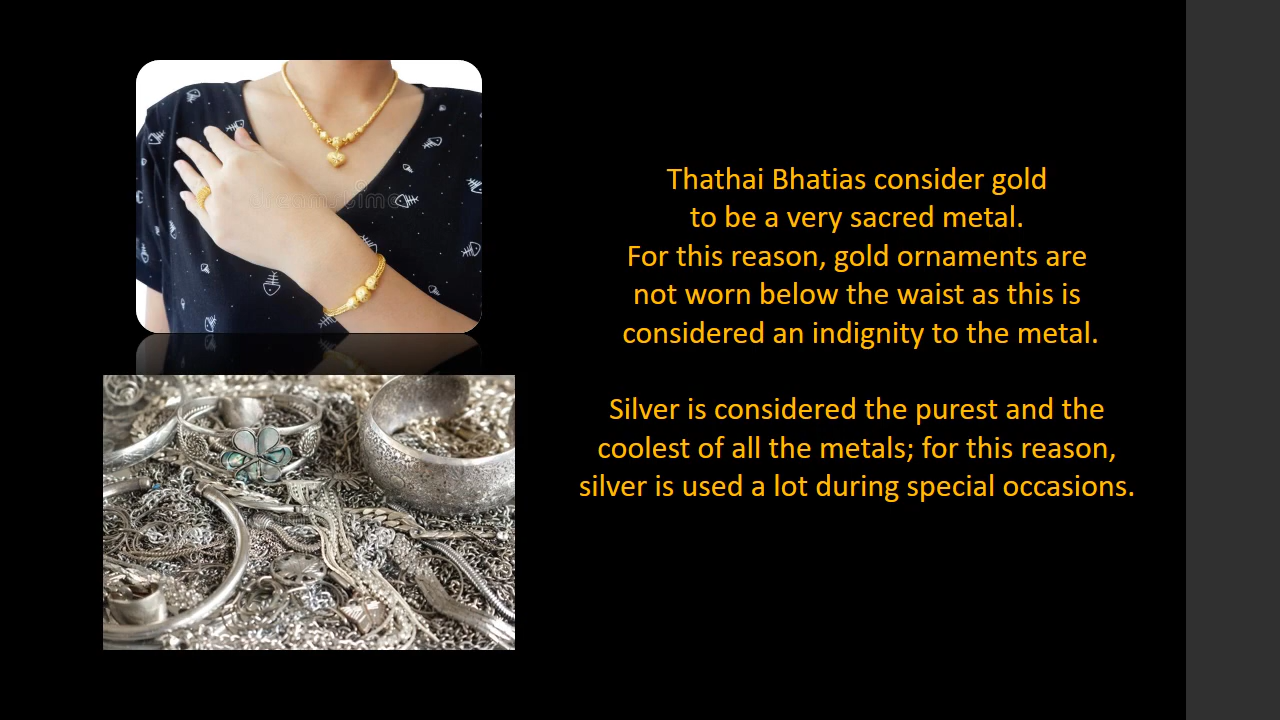 Thathai Bhatias consider gold
to be a very sacred metal.
For this reason, gold ornaments are
not worn below the waist as this is
considered an indignity to the metal.
Silver is considered the purest and the
coolest of all the metals; for this reason,
silver is used a lot during special occasions.